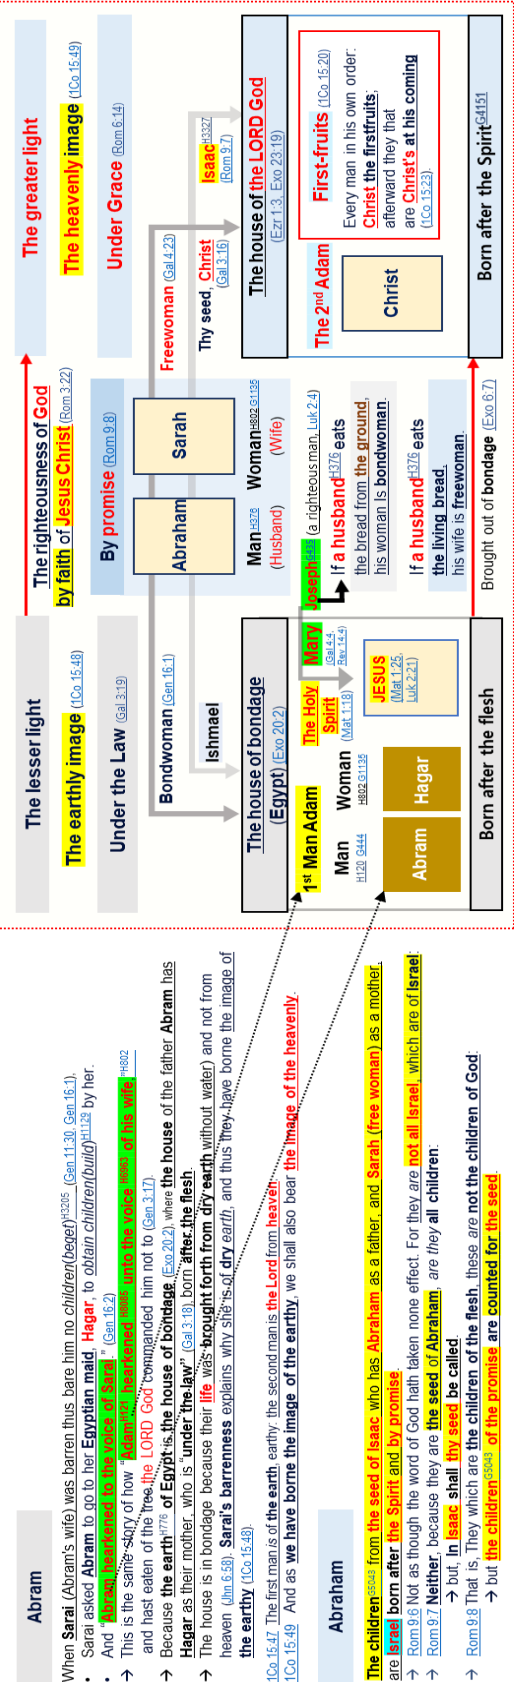 Abram
When Sarai (Abram's wife) was barren thus bare him no children(beget)H3205 (Gen 11:30, Gen 16:1),
• Sarai asked Abram to go to her Egyptian maid, Hagar, to obtain children(build)H1129 by her.
• And "Abram hearkened to the voice of Sarai." (Gen 16:2)
→ This is the same story of how "AdamH121 hearkened H8085 unto the voice H6963 of his wife,"H802
and hast eaten of the tree, the LORD God commanded him not to (Gen 3:17).
→ Because the earthH776 of Egypt is the house of bondage (Exo 20:2), where the house of the father Abram has
Hagar as their mother, who is "under the law" (Gal 3:18), born after the flesh.
→ The house is in bondage because their life was brought forth from dry earth without water) and not from
heaven (Jhn 6:58). Sarai's barrenness explains why she is of dry earth, and thus they have borne the image of
the earthy (1Co 15:48).
1Co 15:47 The first man is of the earth, earthy: the second man is the Lord from heaven.
1Co 15:49 And as we have borne the image of the earthy, we shall also bear the image of the heavenly.
Abraham
The childrenG5043 from the seed of Isaac who has Abraham as a father, and Sarah (free woman) as a mother,
are Israel born after the Spirit and by promise.
→ Rom 9:6 Not as though the word of God hath taken none effect. For they are not all Israel, which are of Israel:
→ Rom 9:7 Neither, because they are the seed of Abraham, are they all children:
→ but, In Isaac shall thy seed be called.
→ Rom 9:8 That is, They which are the children of the flesh, these are not the children of God:
→ but the childrenG5043 of the promise are counted for the seed.
The lesser light
The righteousness of God
by faith of Jesus Christ (Rom 3:22)
The greater light
The earthly image (1Co 15:48)
The heavenly image (1Co 15:49)
Under the Law (Gal 3:19)
By promise (Rom 9:8)
Under Grace (Rom 6:14)
Bondwoman (Gen 16:1)
Abraham
Sarah
Freewoman (Gal 4:23)
Ishmael
Thy seed, Christ
(Gal 3:16)
IsaacH3327
(Rom 9:7)
Man H376
(Husband)
WomanH802 G1135
(Wife)
The house of bondage
(Egypt) (Exo 20:2)
The house of the LORD God
(Ezr 1:3, Exo 23:19)
1st Man Adam
The Holy
Spirit
(Mat 1:18)
Mary
(Gal 4:4,
Rev 14:4)
JosephG435 (a righteous man, Luk 2:4)
Man
H120 G444
Woman
H802 G1135
JESUS
(Mat 1:25,
Luk 2:21)
Abram
Hagar
If a husbandH376 eats
the bread from the ground,
his woman Is bondwoman.
If a husbandH376 eats
the living bread,
his wife is freewoman.
The 2nd Adam
Christ
First-fruits (1Co 15:20)
Every man in his own order:
Christ the firstfruits;
afterward they that
are Christ's at his coming
(1Co 15:23).
Born after the flesh
Brought out of bondage (Exo 6:7)
Born after the SpiritG4151